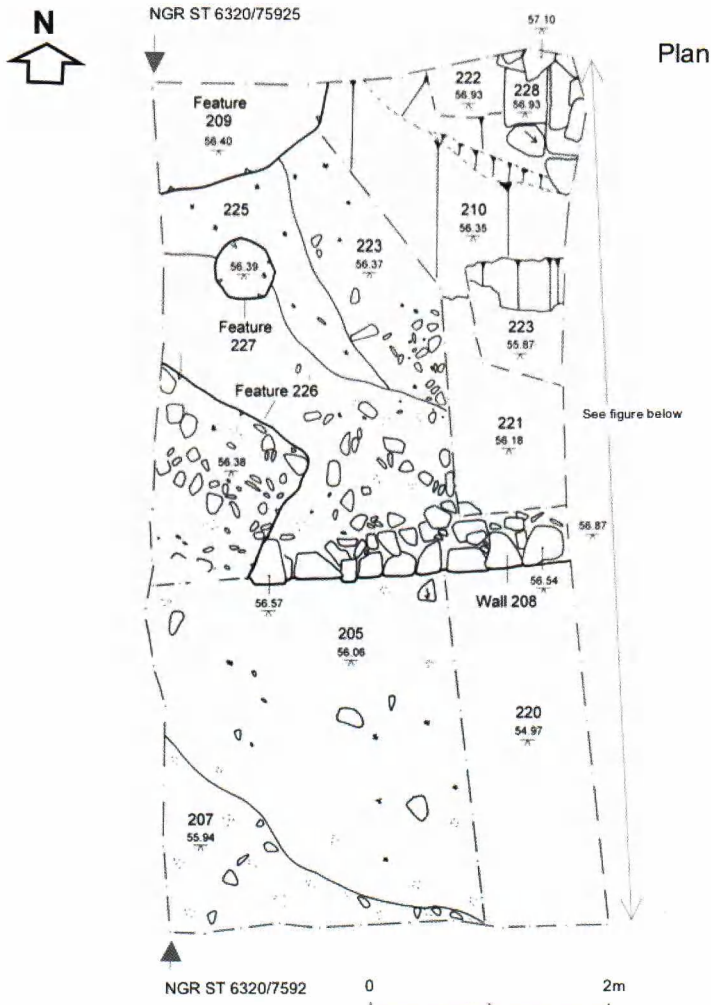 N
NGR ST 6320/75925
57.10
Plan
222
56.93
228
56.93
Feature
209
56.40
225
210
56.35
223
56.37
56.39
Feature
227
223
55.87
Feature 226
See figure below
221
56.18
56.38
56.87
56.57
56.54
Wall 208
205
56.06
220
54.97
207
55.94
NGR ST 6320/7592
0
2m